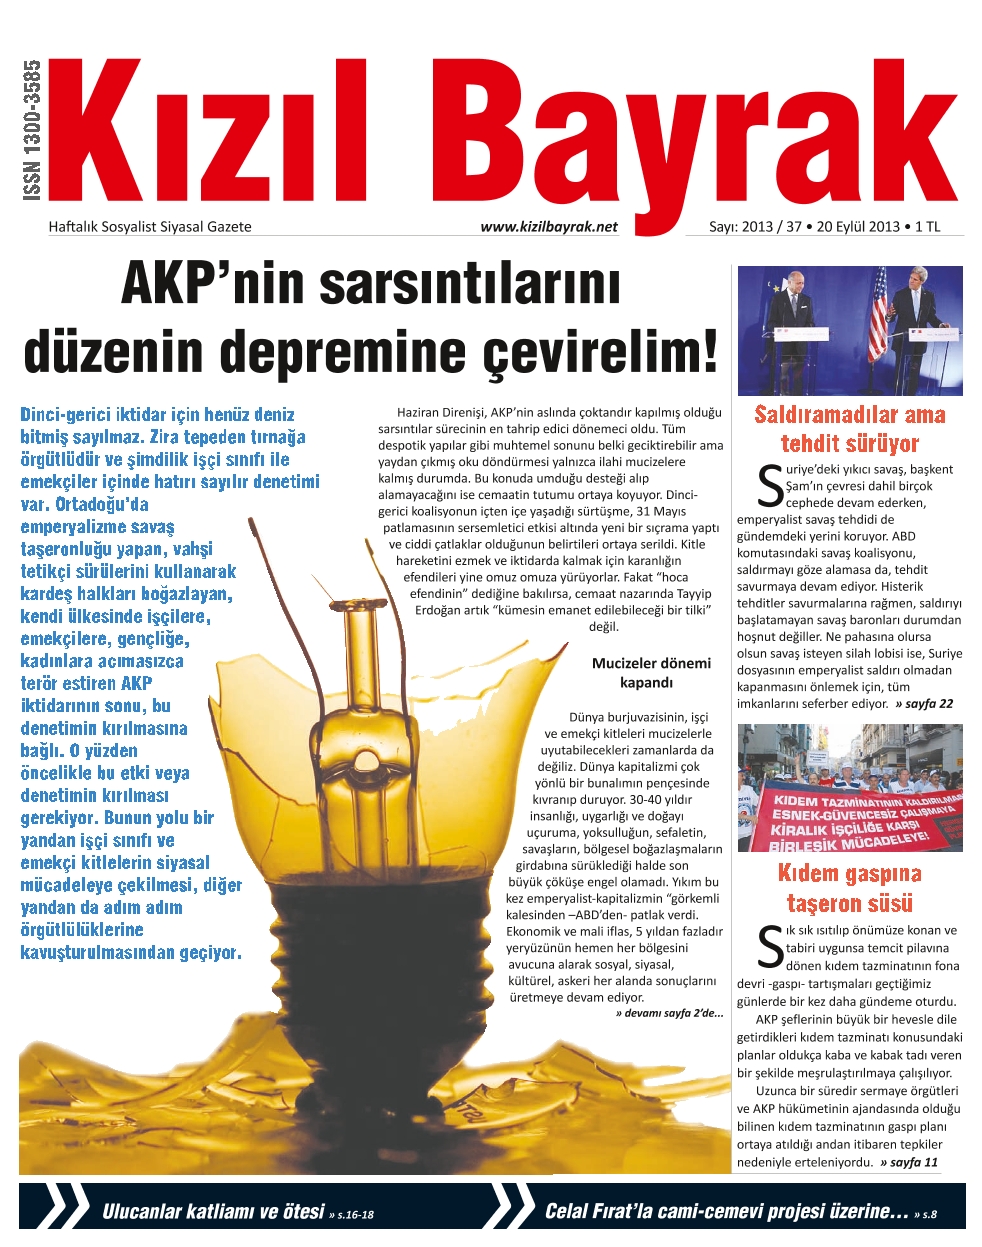 ISSN 1300-3585
Kızıl Bayrak
Haftalık Sosyalist Siyasal Gazete
www.kizilbayrak.net
Sayı: 2013 / 37 • 20 Eylül 2013 • 1 TL
AKP’nin sarsıntılarını
düzenin depremine çevirelim!
Dinci-gerici iktidar için henüz deniz
bitmiş sayılmaz. Zira tepeden tırnağa
örgütlüdür ve şimdilik işçi sınıfı ile
emekçiler içinde hatırı sayılır denetimi
var. Ortadoğu’da
emperyalizme savaş
taşeronluğu yapan, vahşi
tetikçi sürülerini kullanarak
kardeş halkları boğazlayan,
kendi ülkesinde işçilere,
emekçilere, gençliğe,
kadınlara acımasızca
terör estiren AKP
iktidarının sonu, bu
denetimin kırılmasına
bağlı. O yüzden
öncelikle bu etki veya
denetimin kırılması
gerekiyor. Bunun yolu bir
yandan işçi sınıfı ve
emekçi kitlelerin siyasal
mücadeleye çekilmesi, diğer
yandan da adım adım
örgütlülüklerine
kavuşturulmasından geçiyor.
Haziran Direnişi, AKP’nin aslında çoktandır kapılmış olduğu
sarsıntılar sürecinin en tahrip edici dönemeci oldu. Tüm
despotik yapılar gibi muhtemel sonunu belki geciktirebilir ama
yaydan çıkmış oku döndürmesi yalnızca ilahi mucizelere
kalmış durumda. Bu konuda umduğu desteği alıp
alamayacağını ise cemaatin tutumu ortaya koyuyor. Dinci-
gerici koalisyonun içten içe yaşadığı sürtüşme, 31 Mayıs
patlamasının sersemletici etkisi altında yeni bir sıçrama yaptı
ve ciddi çatlaklar olduğunun belirtileri ortaya serildi. Kitle
hareketini ezmek ve iktidarda kalmak için karanlığın
efendileri yine omuz omuza yürüyorlar. Fakat “hoca
efendinin” dediğine bakılırsa, cemaat nazarında Tayyip
Erdoğan artık “kümesin emanet edilebileceği bir tilki”
değil.
Mucizeler dönemi
kapandı
Dünya burjuvazisinin, işçi
ve emekçi kitleleri mucizelerle
uyutabilecekleri zamanlarda da
değiliz. Dünya kapitalizmi çok
yönlü bir bunalımın pençesinde
kıvranıp duruyor. 30-40 yıldır
insanlığı, uygarlığı ve doğayı
uçuruma, yoksulluğun, sefaletin,
savaşların, bölgesel boğazlaşmaların
girdabına sürüklediği halde son
büyük çöküşe engel olamadı. Yıkım bu
kez emperyalist-kapitalizmin “görkemli
kalesinden –ABD’den- patlak verdi.
Ekonomik ve mali iflas, 5 yıldan fazladır
yeryüzünün hemen her bölgesini
avucuna alarak sosyal, siyasal,
kültürel, askeri her alanda sonuçlarını
üretmeye devam ediyor.
» devamı sayfa 2’de...
Saldıramadılar ama
tehdit sürüyor
Suriye’deki yıkıcı savaş, başkent
Şam’ın çevresi dahil birçok
cephede devam ederken,
emperyalist savaş tehdidi de
gündemdeki yerini koruyor. ABD
komutasındaki savaş koalisyonu,
saldırmayı göze alamasa da, tehdit
savurmaya devam ediyor. Histerik
tehditler savurmalarına rağmen, saldırıyı
başlatamayan savaş baronları durumdan
hoşnut değiller. Ne pahasına olursa
olsun savaş isteyen silah lobisi ise, Suriye
dosyasının emperyalist saldırı olmadan
kapanmasını önlemek için, tüm
imkanlarını seferber ediyor. » sayfa 22
KIDEM TAZMİNATININ KALDIRILMASI
ESNEK-GÜVENCESİZ ÇALIŞMAYA
KİRALIK İŞÇİLİĞE KARŞI
BİRLEŞİK MÜCADELEYE!
Kıdem gaspına
taşeron süsü
Sık sık ısıtılıp önümüze konan ve
tabiri uygunsa temcit pilavına
dönen kıdem tazminatının fona
devri -gaspı- tartışmaları geçtiğimiz
günlerde bir kez daha gündeme oturdu.
AKP şeflerinin büyük bir hevesle dile
getirdikleri kıdem tazminatı konusundaki
planlar oldukça kaba ve kabak tadı veren
bir şekilde meşrulaştırılmaya çalışılıyor.
Uzunca bir süredir sermaye örgütleri
ve AKP hükümetinin ajandasında olduğu
bilinen kıdem tazminatının gaspı planı
ortaya atıldığı andan itibaren tepkiler
nedeniyle erteleniyordu. » sayfa 11
Ulucanlar katliamı ve ötesi » s.16-18
Celal Fırat’la cami-cemevi projesi üzerine... » s.8